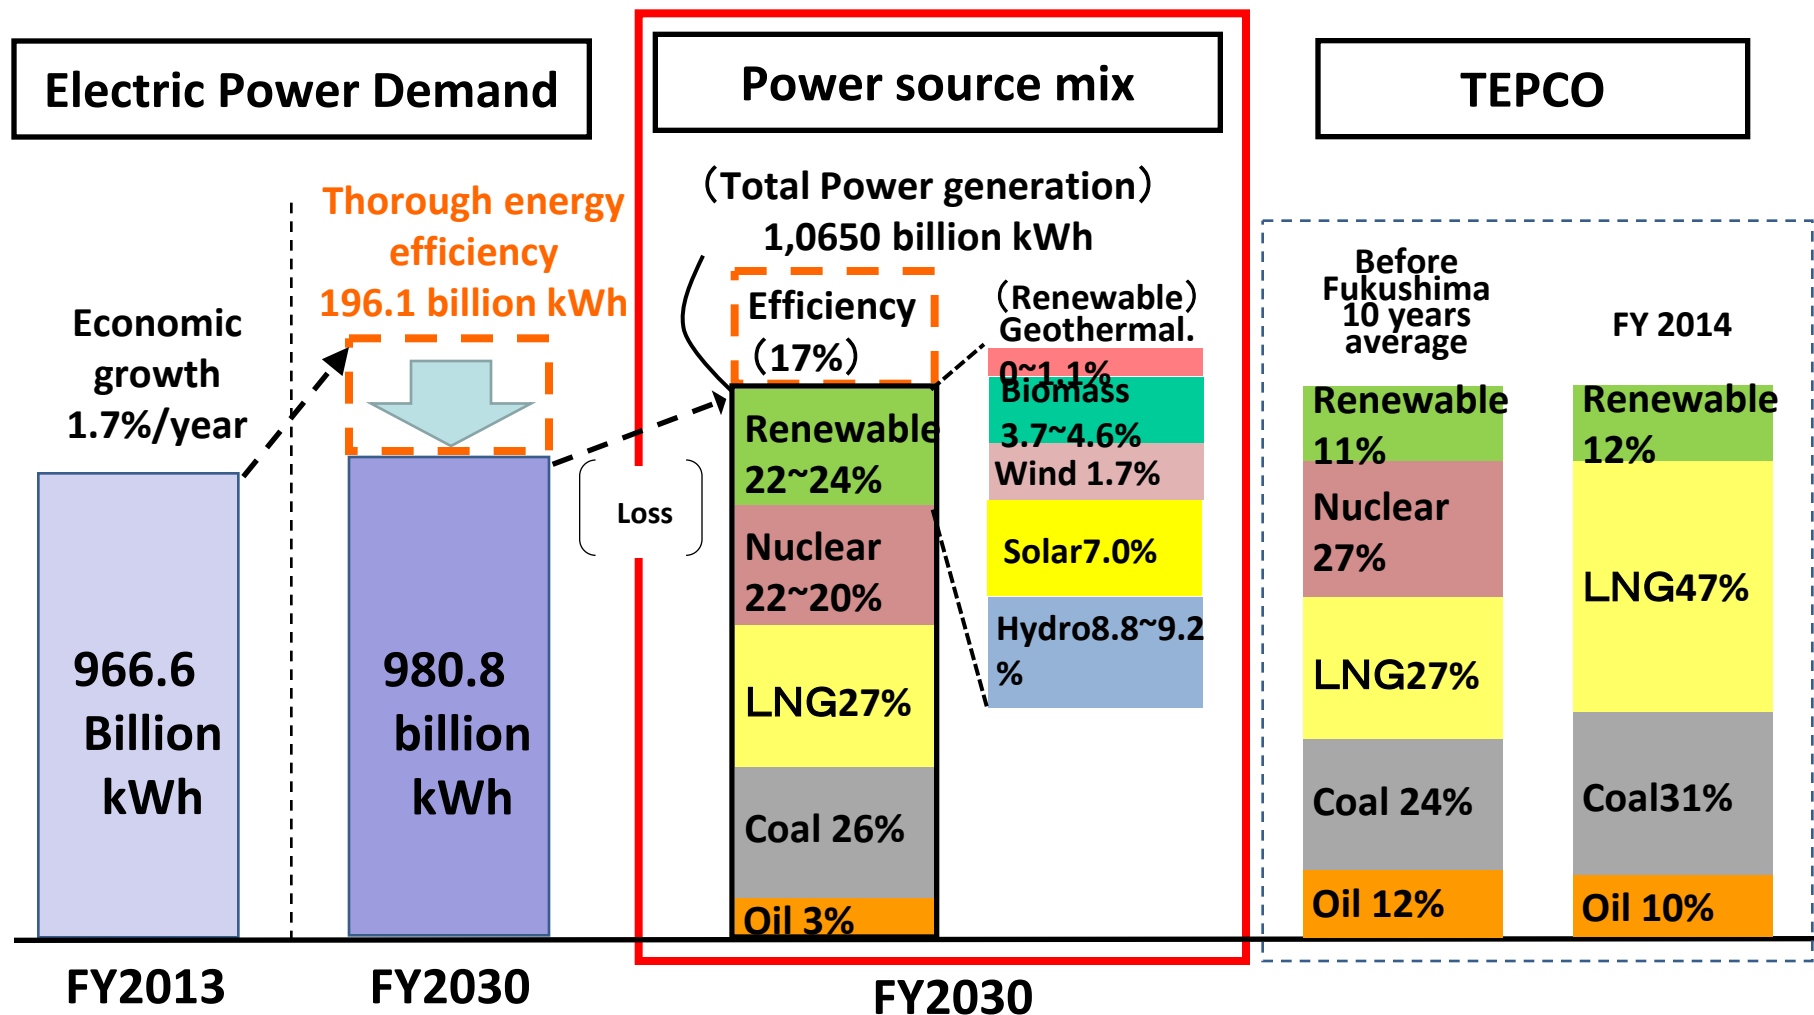 Electric Power Demand
Power source mix
TEPCO
Thorough energy
efficiency
196.1 billion kWh
Economic
growth
1.7%/year
966.6
Billion
kWh
FY2013
980.8
billion
kWh
FY2030
Loss
（Total Power generation）
1,0650 billion kWh
Efficiency
（17%）
Renewable
22~24%
Nuclear
22~20%
LNG27%
Coal 26%
Oil 3%
FY2030
（Renewable）
Geothermal.
0~1.1%
Biomass
3.7~4.6%
Wind 1.7%
Solar7.0%
Hydro8.8~9.2
%
Before
Fukushima
10 years
average
Renewable
11%
Nuclear
27%
LNG27%
Coal 24%
Oil 12%
FY 2014
Renewable
12%
LNG47%
Coal31%
Oil 10%